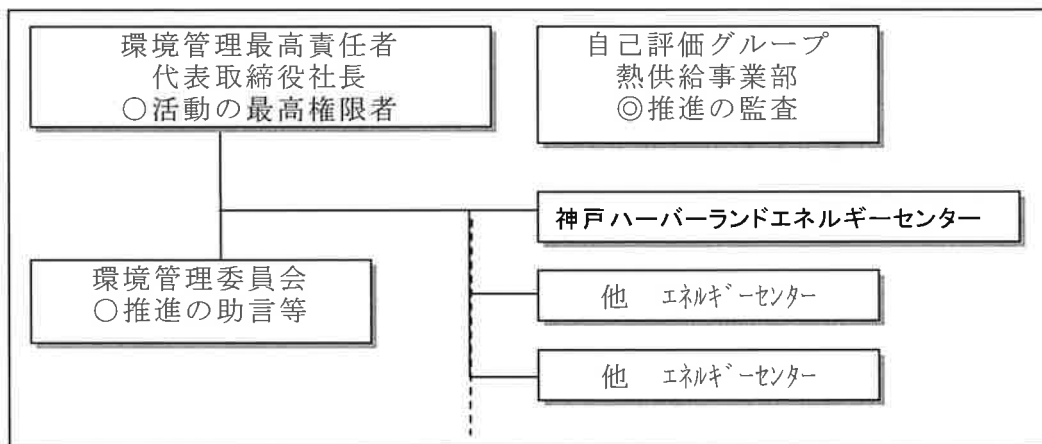 環境管理最高責任者
代表取締役社長
○活動の最高権限者
自己評価グループ
熱供給事業部
◎推進の監査
神戸ハーバーランドエネルギーセンター
環境管理委員会
○推進の助言等
他　ｴﾈﾙｷﾞｰｾﾝﾀｰ
他　ｴﾈﾙｷﾞｰｾﾝﾀｰ